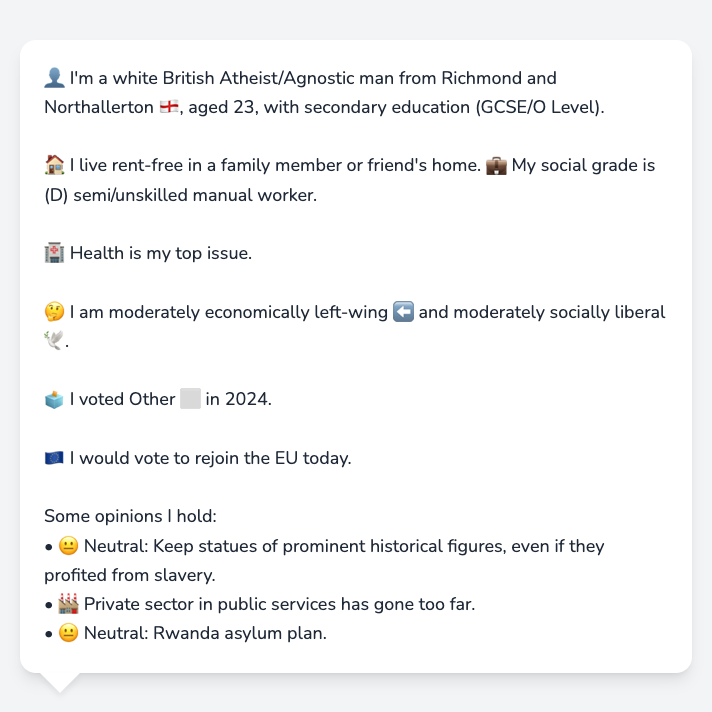 👤 I'm a white British Atheist/Agnostic man from Richmond and
Northallerton 🏴󠁧󠁢󠁥󠁮󠁧󠁿, aged 23, with secondary education (GCSE/O Level).
🏠 I live rent-free in a family member or friend's home. 💼 My social grade is
(D) semi/unskilled manual worker.
🏥 Health is my top issue.
🤔 I am moderately economically left-wing ⬅️ and moderately socially liberal
🕊️.
🗳️ I voted Other ⬜ in 2024.
🇪🇺 I would vote to rejoin the EU today.
Some opinions I hold:
• 😐 Neutral: Keep statues of prominent historical figures, even if they
profited from slavery.
• 🏭 Private sector in public services has gone too far.
• 😐 Neutral: Rwanda asylum plan.